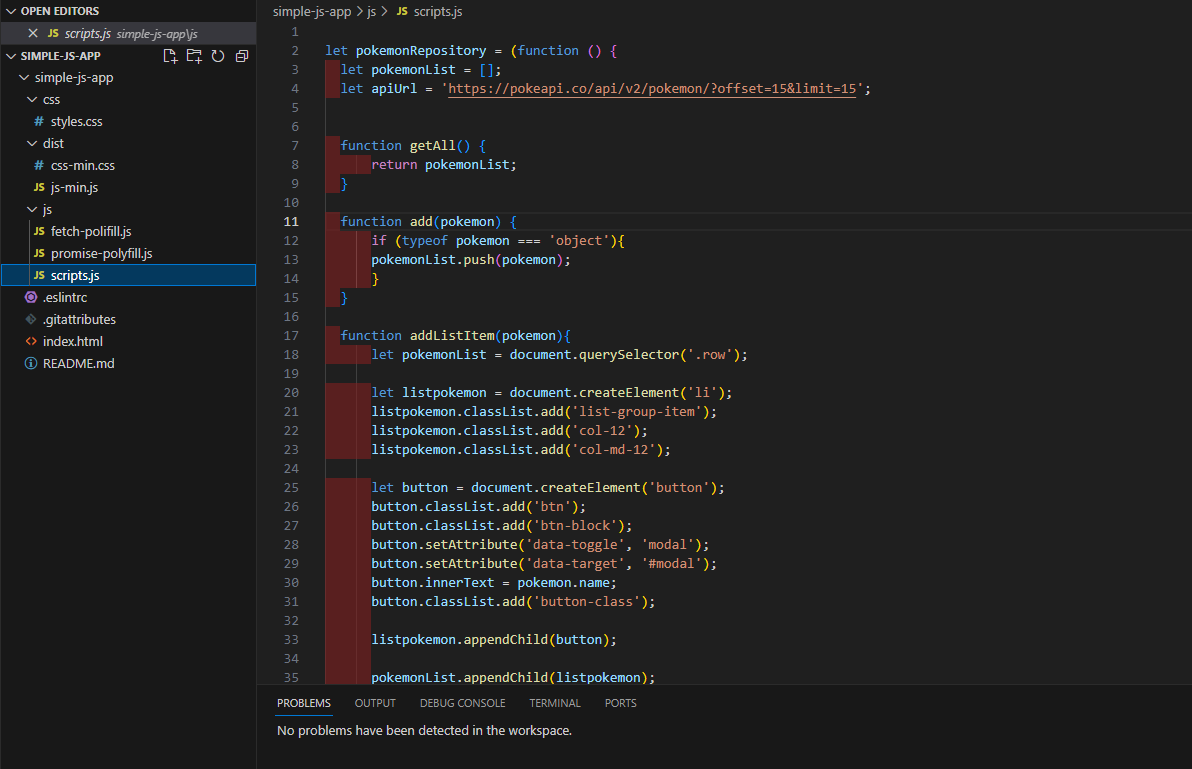 OPEN EDITORS
JS scripts.js simple-js-app\js
SIMPLE-JS-APP
simple-js-app
css
# styles.css
dist
# css-min.css
JS js-min.js
js
JS fetch-polifill.js
JS promise-polyfill.js
JS scripts.js
.eslintrc
.gitattributes
<> index.html
README.md
simple-js-app > js > JS scripts.js
1
2 let pokemonRepository = (function () {
3 let pokemonList = [];
4 let apiUrl = 'https://pokeapi.co/api/v2/pokemon/?offset=15&limit=15';
5
6
7 function getAll() {
8 return pokemonList;
9 }
10
11 function add(pokemon) {
12 if (typeof pokemon === 'object'){
13 pokemonList.push(pokemon);
14 }
15 }
16
17 function addListItem(pokemon){
18 let pokemonList = document.querySelector('.row');
19
20 let listpokemon = document.createElement('li');
21 listpokemon.classList.add('list-group-item');
22 listpokemon.classList.add('col-12');
23 listpokemon.classList.add('col-md-12');
24
25 let button = document.createElement('button');
26 button.classList.add('btn');
27 button.classList.add('btn-block');
28 button.setAttribute('data-toggle', 'modal');
29 button.setAttribute('data-target', '#modal');
30 button.innerText = pokemon.name;
31 button.classList.add('button-class');
32
33 listpokemon.appendChild(button);
34
35 pokemonList.appendChild(listpokemon);
PROBLEMS OUTPUT DEBUG CONSOLE TERMINAL PORTS
No problems have been detected in the workspace.